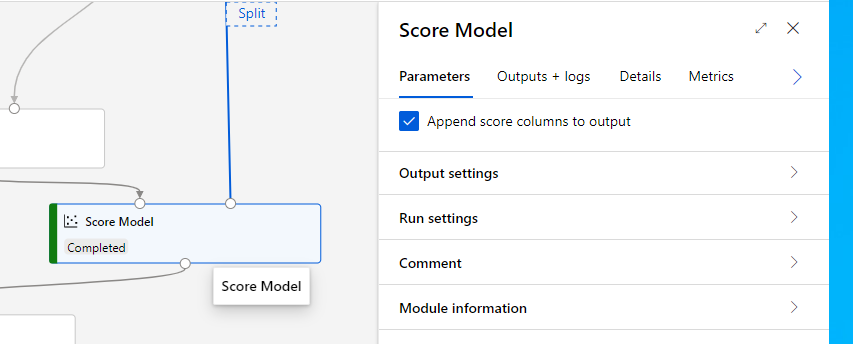 Split
Score Model
Completed
Score Model
Score Model
Parameters Outputs + logs Details Metrics
Append score columns to output
Output settings
Run settings
Comment
Module information